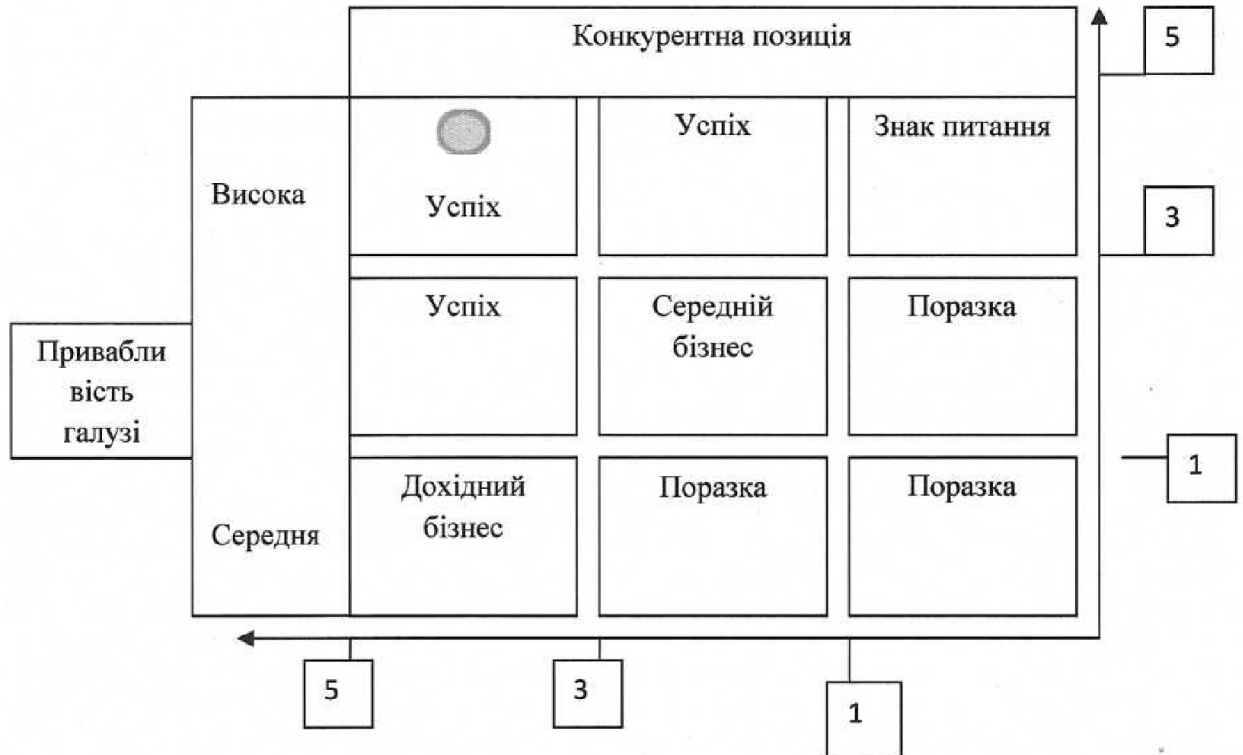 Конкурентна позиція
5
Успіх
Знак питання
Висока
Успіх
3
Успіх
Середній
бізнес
Поразка
Привабли
вість
галузі
1
Дохідний
бізнес
Поразка
Поразка
Середня
5
3
1